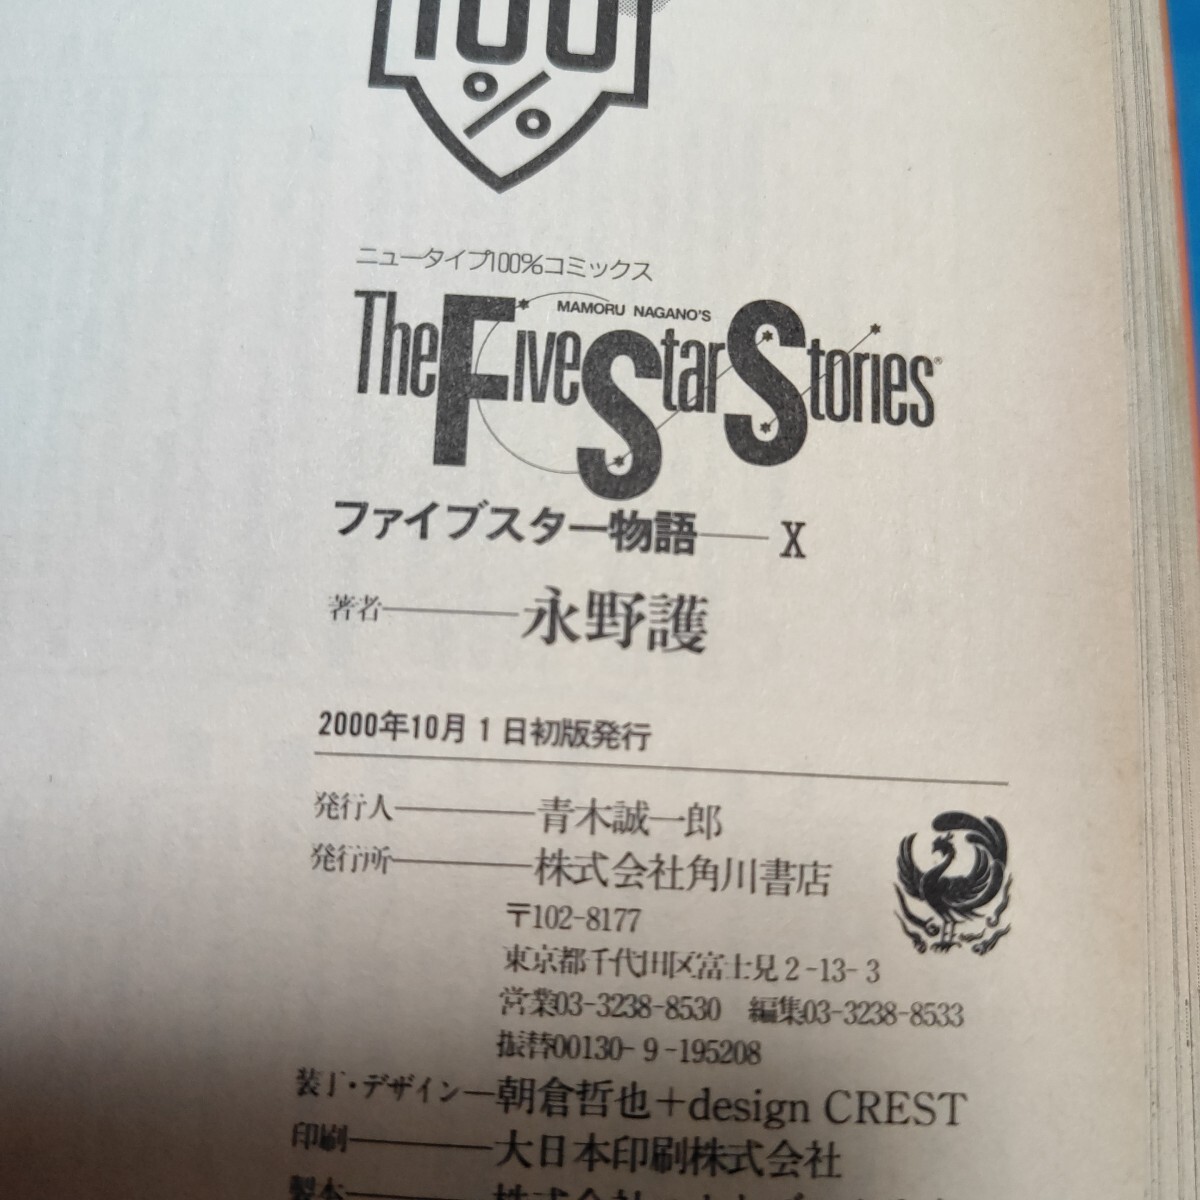 100
%
ニュータイプ100%コミックス
MAMORU NAGANO'S
The Five Star Stories®
ファイブスター物語――X
著者――永野護
2000年10月1日初版発行
発行人――青木誠一郎
発行所――株式会社角川書店
〒102-8177
東京都千代田区富士見2-13-3
営業03-3238-8530 編集03-3238-8533
振替00130-9-195208
装丁・デザイン―朝倉哲也+design CREST
印刷――大日本印刷株式会社
製本――株式会社